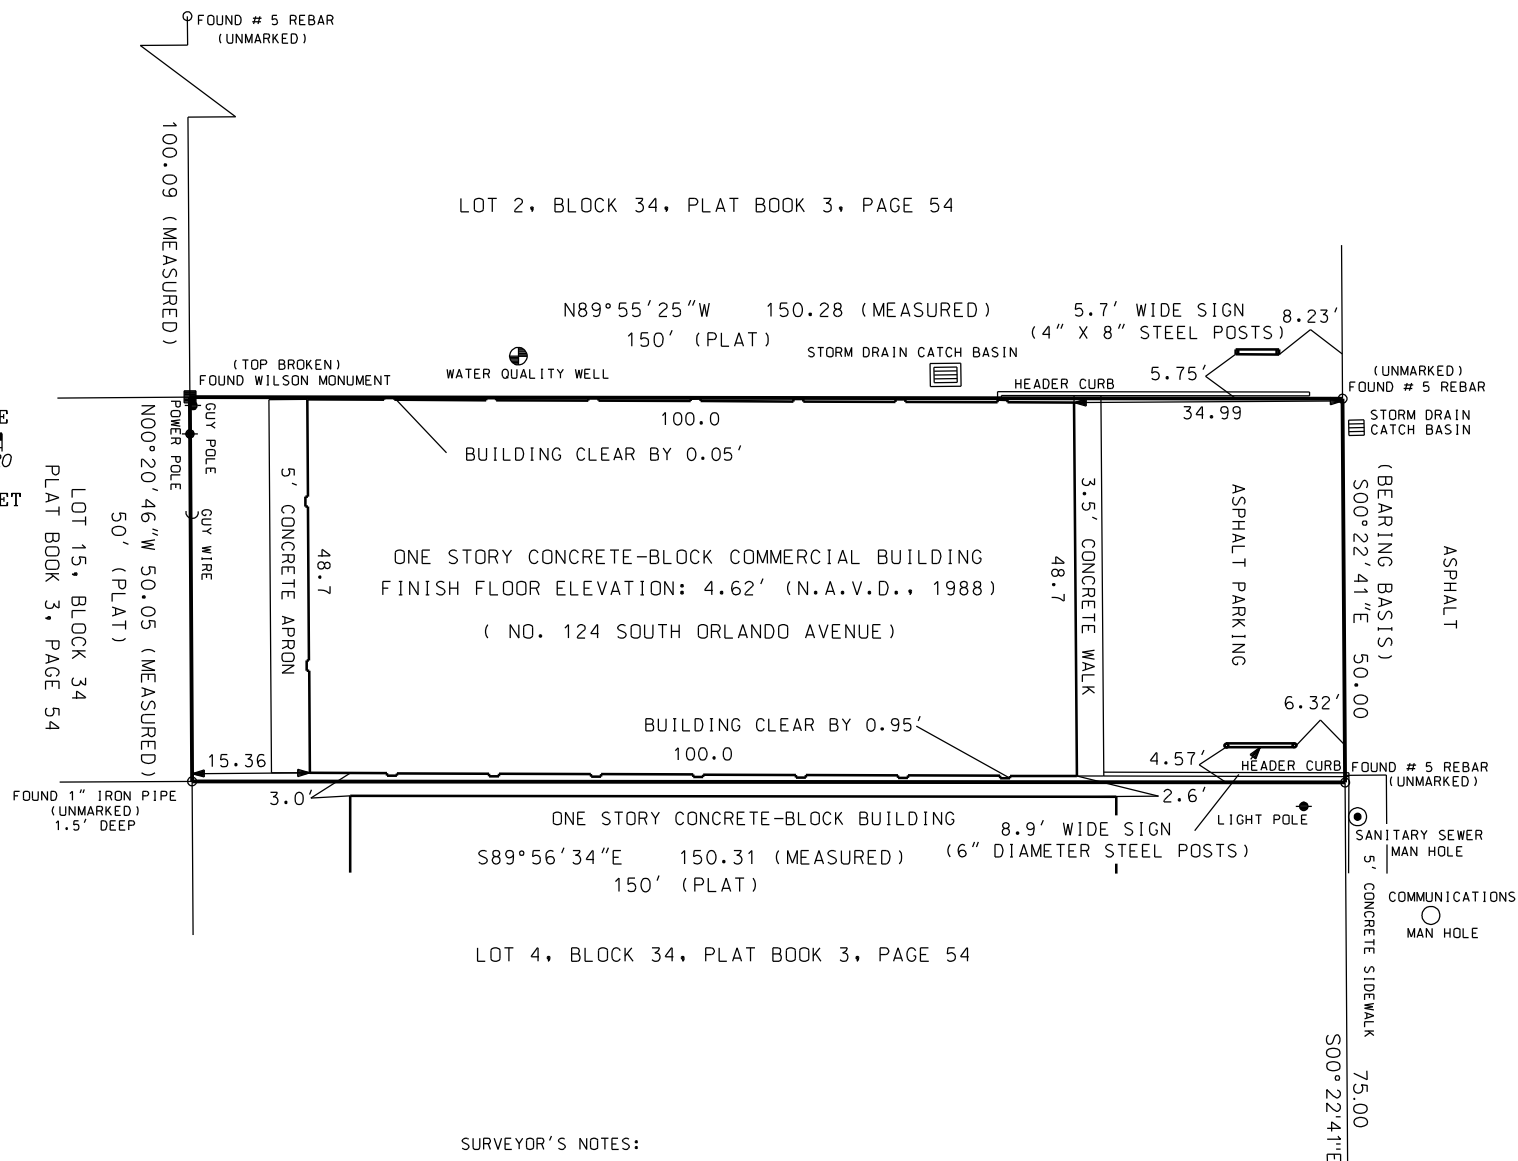 FOUND # 5 REBAR
(UNMARKED)
100.09 (MEASURED)
LOT 2, BLOCK 34, PLAT BOOK 3, PAGE 54
N89°55'25"W 150.28 (MEASURED)
150' (PLAT)
5.7' WIDE SIGN
(4" X 8" STEEL POSTS)
8.23'
5.75'
STORM DRAIN CATCH BASIN
WATER QUALITY WELL
(TOP BROKEN)
FOUND WILSON MONUMENT
HEADER CURB
(UNMARKED)
FOUND # 5 REBAR
STORM DRAIN
CATCH BASIN
100.0
34.99
BUILDING CLEAR BY 0.05'
POWER POLE
GUY POLE
GUY WIRE
N00°20'46"W 50.05 (MEASURED)
50' (PLAT)
LOT 15, BLOCK 34
PLAT BOOK 3, PAGE 54
E
20
ET
5' CONCRETE APRON
48.7
ONE STORY CONCRETE-BLOCK COMMERCIAL BUILDING
FINISH FLOOR ELEVATION: 4.62' (N.A.V.D., 1988)
( NO. 124 SOUTH ORLANDO AVENUE)
48.7
3.5' CONCRETE WALK
ASPHALT PARKING
(BEARING BASIS)
S00°22'41"E 50.00
ASPHALT
BUILDING CLEAR BY 0.95'
100.0
6.32'
4.57'
HEADER CURB
FOUND # 5 REBAR
(UNMARKED)
15.36
3.0'
2.6'
FOUND 1" IRON PIPE
(UNMARKED)
1.5' DEEP
ONE STORY CONCRETE-BLOCK BUILDING
8.9' WIDE SIGN
(6" DIAMETER STEEL POSTS)
LIGHT POLE
SANITARY SEWER
MAN HOLE
S89°56'34"E 150.31 (MEASURED)
150' (PLAT)
COMMUNICATIONS
MAN HOLE
5' CONCRETE SIDEWALK
LOT 4, BLOCK 34, PLAT BOOK 3, PAGE 54
75.00
S00°22'41"E
SURVEYOR'S NOTES: